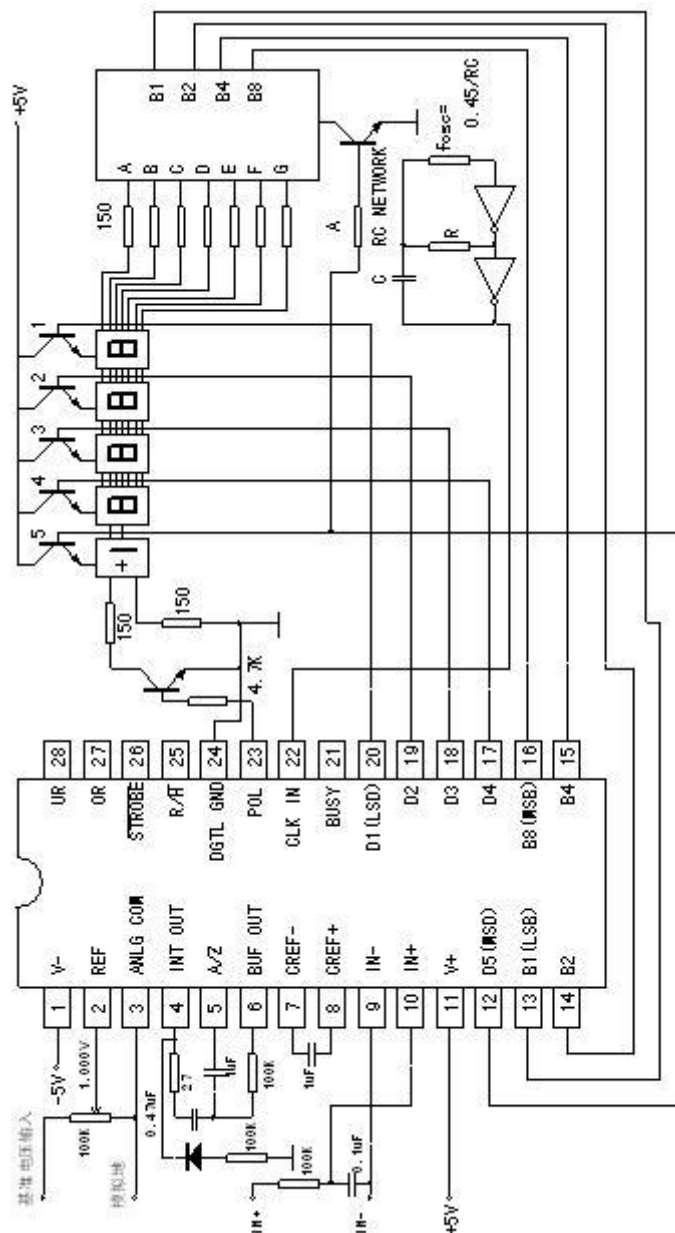 +5V
B1
B2
B4
B8
A
B
C
D
E
F
G
150
A
RC NETWORK
fosc=
0.45/RC
R
C
1
2
3
4
5
+
150
150
4.7K
28
27
26
25
24
23
22
21
20
19
18
17
16
15
UR
OR
STROBE
R/H
DGTL GND
POL
CLK IN
BUSY
D1(LSD)
D2
D3
D4
B8(MSB)
B4
V-
REF
ANLG COM
INT OUT
A/Z
BUF OUT
CREF-
CREF+
IN-
IN+
V+
D5(MSD)
B1(LSB)
B2
1
2
3
4
5
6
7
8
9
10
11
12
13
14
-5V
1.000V
100K
基准电压输入
模拟地
0.47uF
27
1uF
100K
100K
1uF
100K
0.1uF
IN+
IN-
+5V